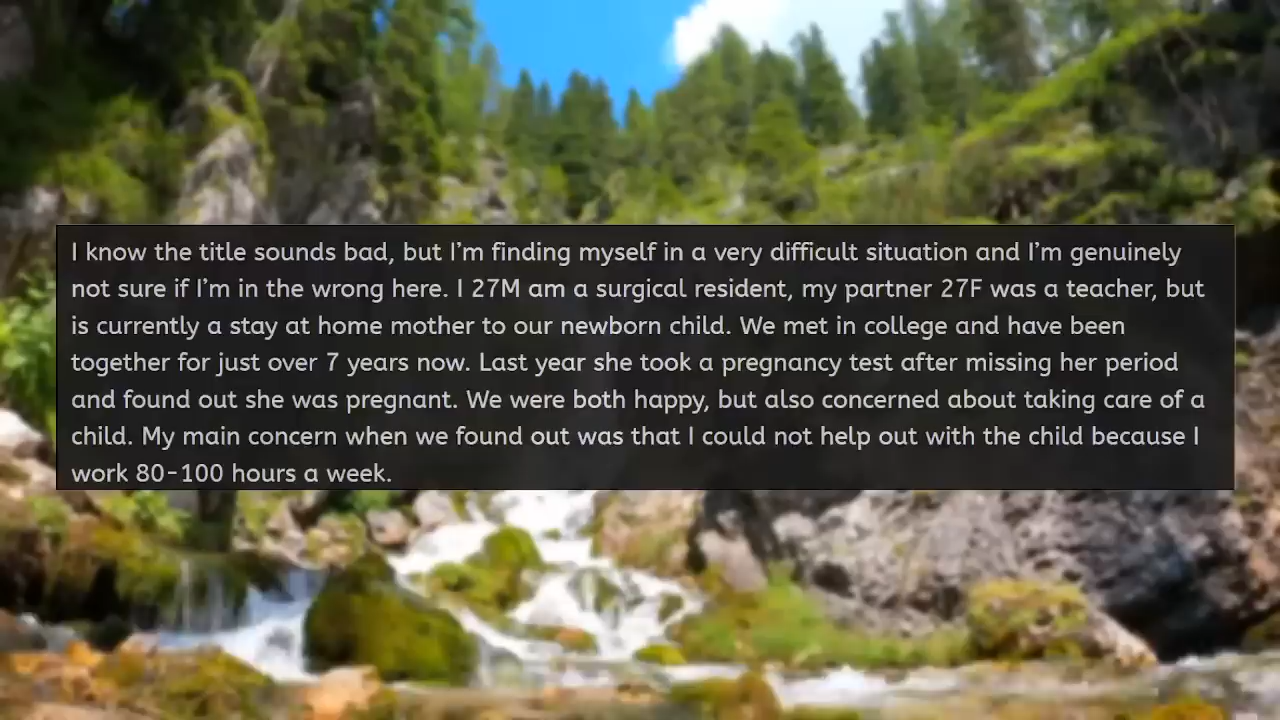 I know the title sounds bad, but I’m finding myself in a very difficult situation and I’m genuinely
not sure if I’m in the wrong here. I 27M am a surgical resident, my partner 27F was a teacher, but
is currently a stay at home mother to our newborn child. We met in college and have been
together for just over 7 years now. Last year she took a pregnancy test after missing her period
and found out she was pregnant. We were both happy, but also concerned about taking care of a
child. My main concern when we found out was that I could not help out with the child because I
work 80-100 hours a week.